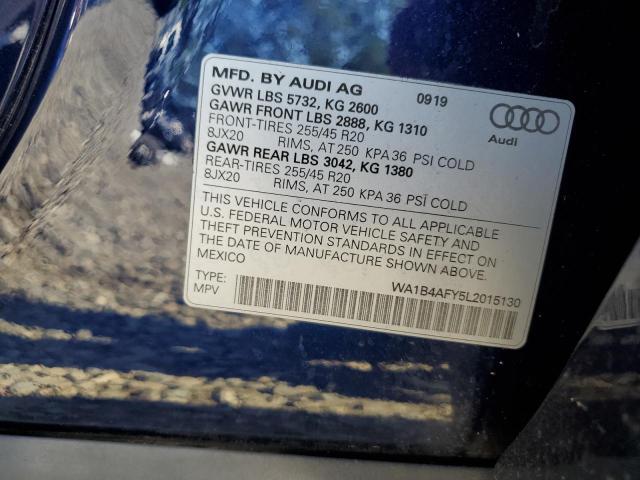 MFD. BY AUDI AG 0919
GVWR LBS 5732, KG 2600
GAWR FRONT LBS 2888, KG 1310
FRONT-TIRES 255/45 R20
8JX20 RIMS, AT 250 KPA 36 PSI COLD
GAWR REAR LBS 3042, KG 1380
REAR-TIRES 255/45 R20
8JX20 RIMS, AT 250 KPA 36 PSI COLD
Audi
THIS VEHICLE CONFORMS TO ALL APPLICABLE
U.S. FEDERAL MOTOR VEHICLE SAFETY AND
THEFT PREVENTION STANDARDS IN EFFECT ON
THE DATE OF MANUFACTURE SHOWN ABOVE.
MEXICO
TYPE:
MPV
WA1B4AFY5L2015130